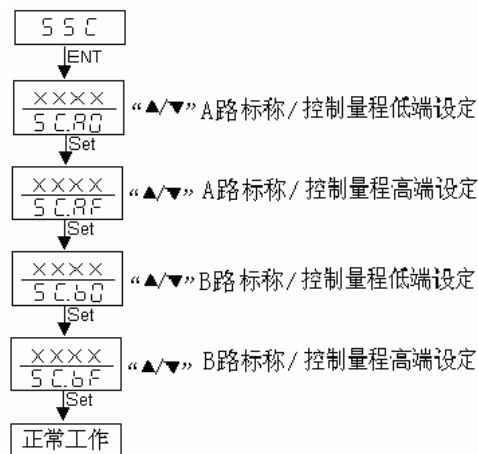 SSC
ENT
XXXX
SC.A0
“▲/▼”A路标称/控制量程低端设定
Set
XXXX
SC.AF
“▲/▼” A路标称/控制量程高端设定
Set
XXXX
SC.b0
“▲/▼”B路标称/控制量程低端设定
Set
XXXX
SC.bF
“▲/▼” B路标称/控制量程高端设定
Set
正常工作